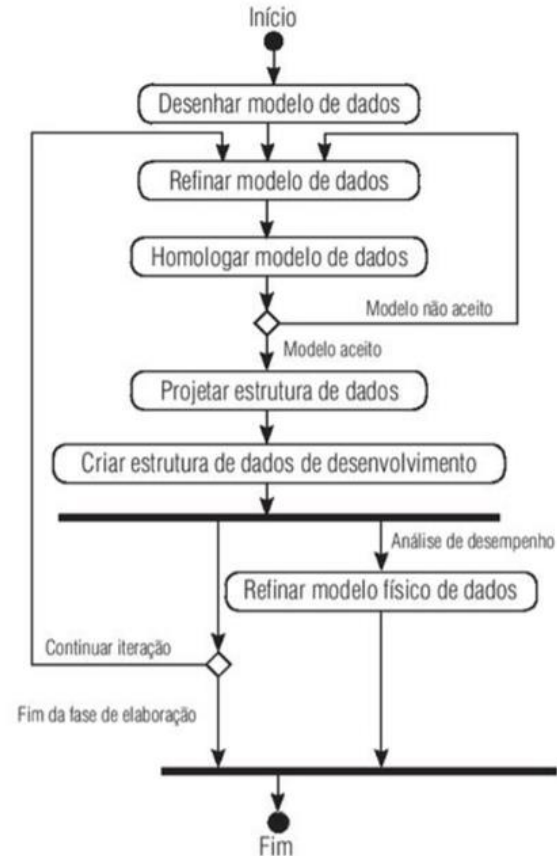 Início
Desenhar modelo de dados
Refinar modelo de dados
Homologar modelo de dados
Modelo não aceito
Modelo aceito
Projetar estrutura de dados
Criar estrutura de dados de desenvolvimento
Análise de desempenho
Refinar modelo físico de dados
Continuar iteração
Fim da fase de elaboração
Fim